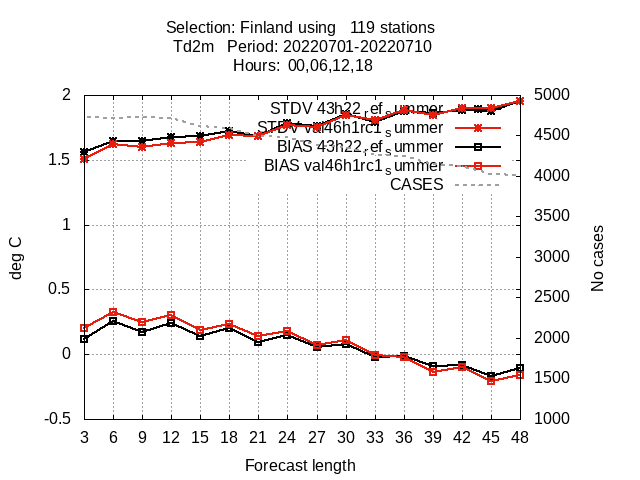 Selection: Finland using 119 stations
Td2m Period: 20220701-20220710
Hours: 00,06,12,18
STDV 43h22_ref_summer
STDV val46h1rc1_summer
BIAS 43h22_ref_summer
BIAS val46h1rc1_summer
CASES
2
1.5
1
0.5
0
-0.5
deg C
5000
4500
4000
3500
3000
2500
2000
1500
1000
No cases
3 6 9 12 15 18 21 24 27 30 33 36 39 42 45 48
Forecast length